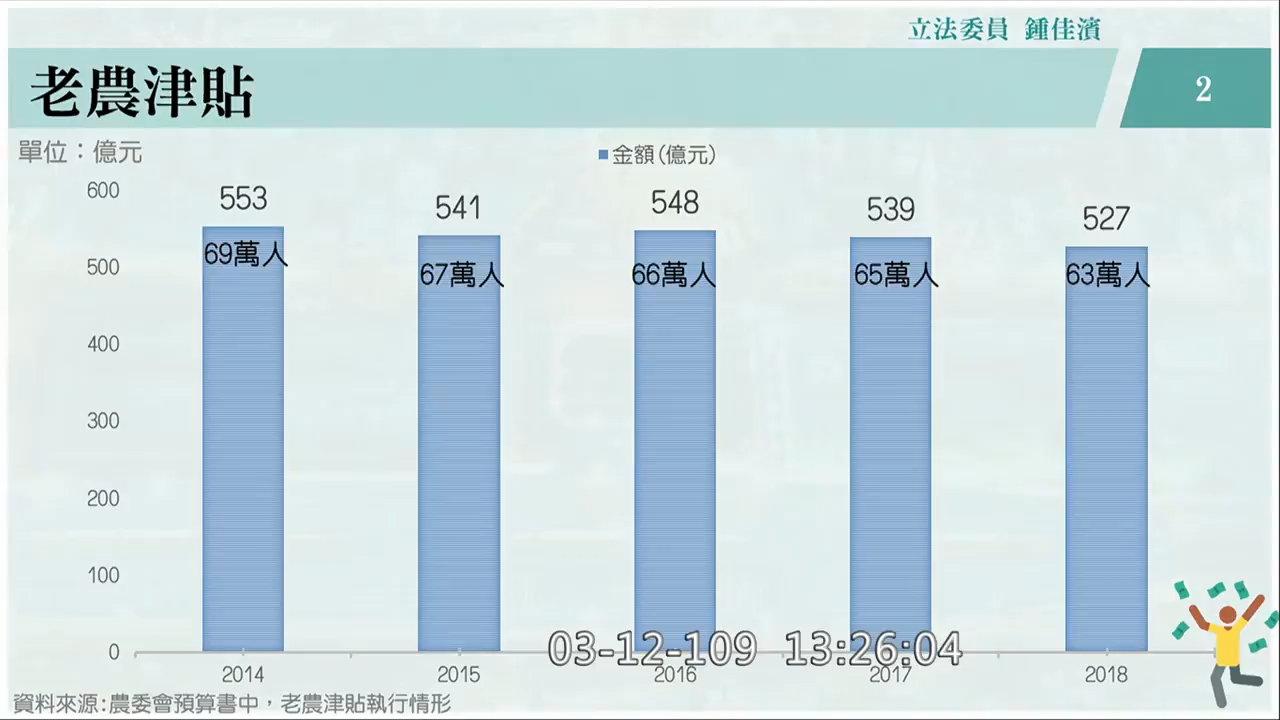 立法委員 鍾佳濱
老農津貼
2
單位：億元
金額(億元)
600
500
400
300
200
100
0
553
541
548
539
527
69萬人
67萬人
66萬人
65萬人
63萬人
03-12-109 13:26:04
2014
2015
2016
2017
2018
資料來源:農委會預算書中，老農津貼執行情形